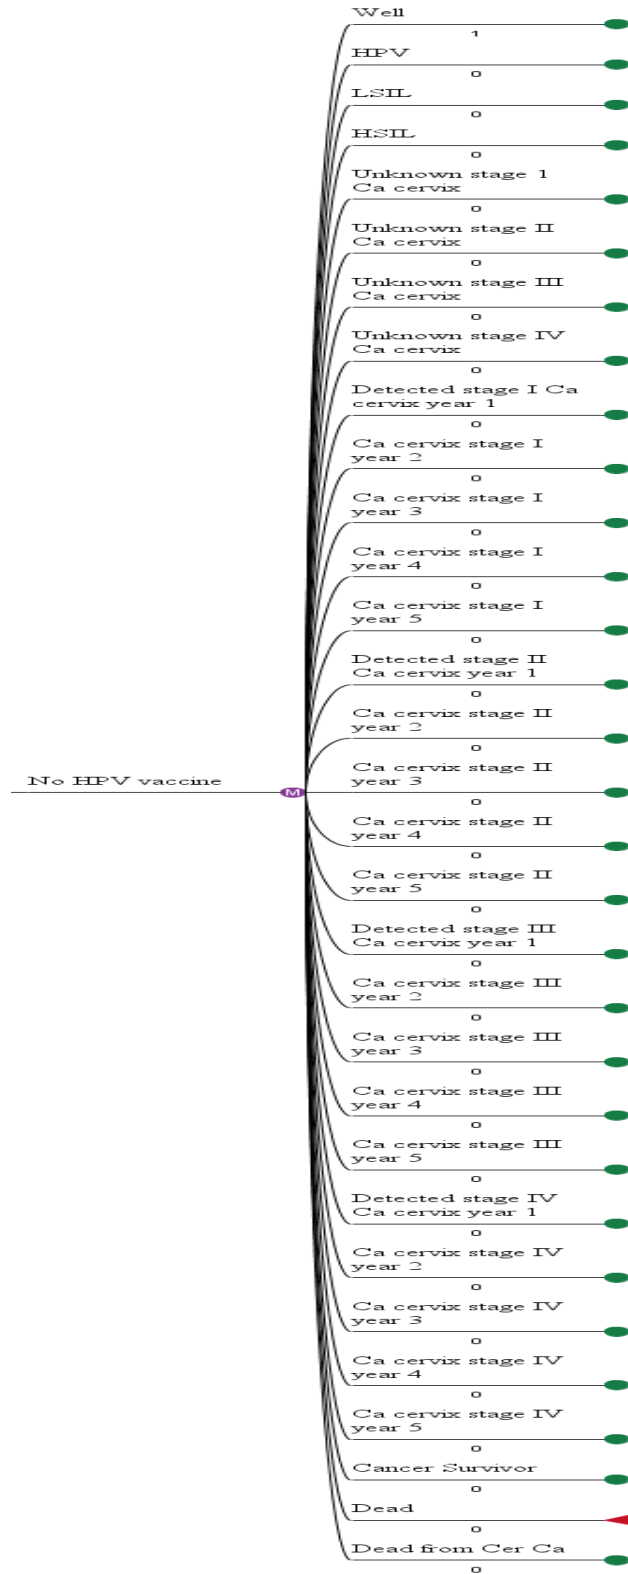 Well
1
HPV
0
LSIL
0
HSIL
0
Unknown stage 1
Ca cervix
0
Unknown stage II
Ca cervix
0
Unknown stage III
Ca cervix
0
Unknown stage IV
Ca cervix
0
Detected stage I Ca
cervix year 1
0
Ca cervix stage I
year 2
0
Ca cervix stage I
year 3
0
Ca cervix stage I
year 4
0
Ca cervix stage I
year 5
0
Detected stage II
Ca cervix year 1
0
Ca cervix stage II
year 2
0
No HPV vaccine
M
Ca cervix stage II
year 3
0
Ca cervix stage II
year 4
0
Ca cervix stage II
year 5
0
Detected stage III
Ca cervix year 1
0
Ca cervix stage III
year 2
0
Ca cervix stage III
year 3
0
Ca cervix stage III
year 4
0
Ca cervix stage III
year 5
0
Detected stage IV
Ca cervix year 1
0
Ca cervix stage IV
year 2
0
Ca cervix stage IV
year 3
0
Ca cervix stage IV
year 4
0
Ca cervix stage IV
year 5
0
Cancer Survivor
0
Dead
0
Dead from Cer Ca
0